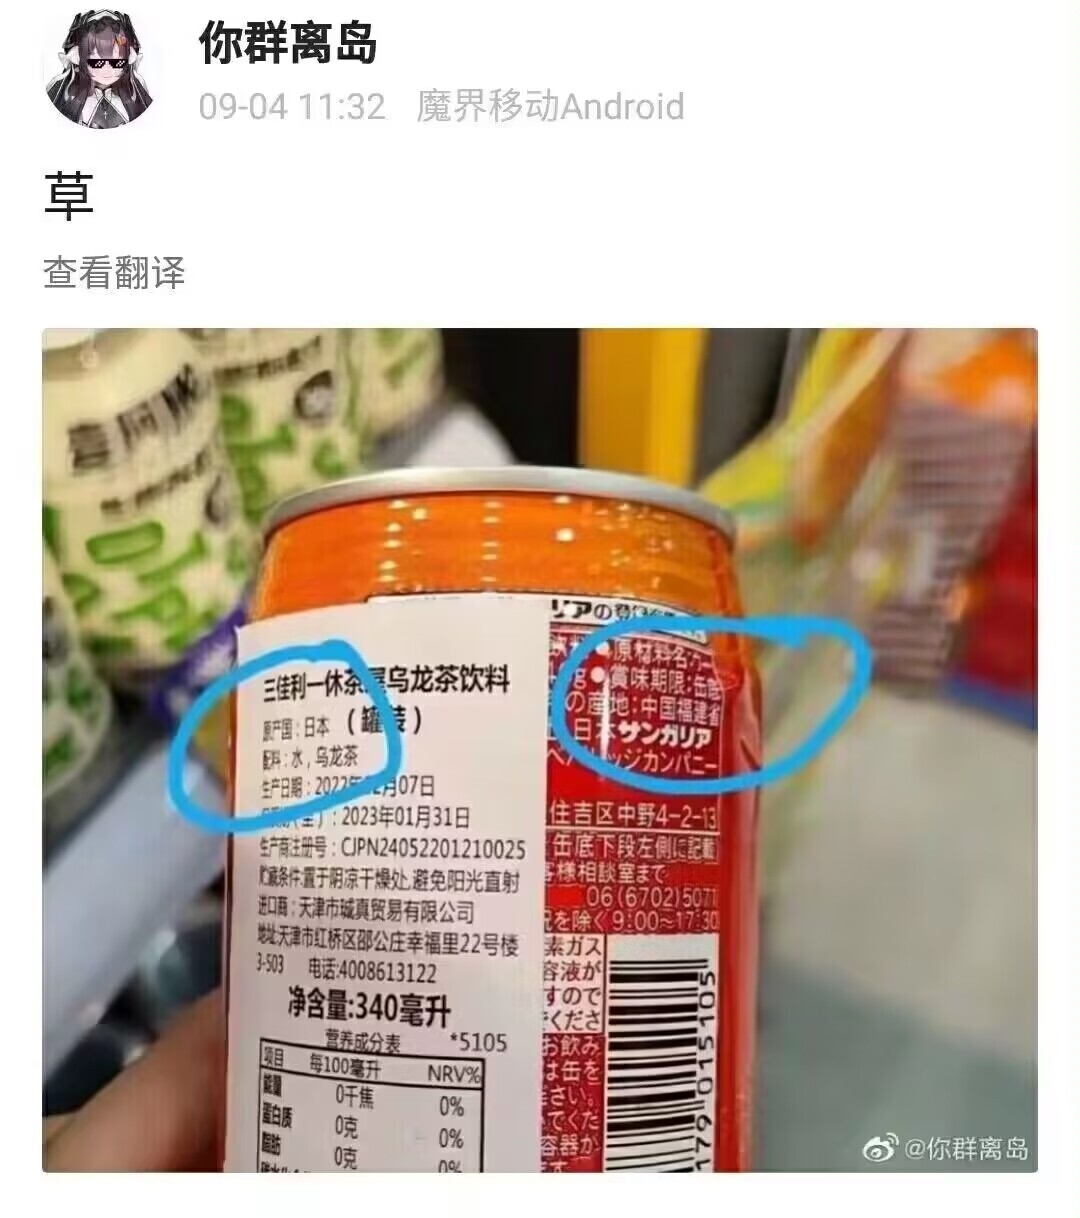 你群离岛
09-04 11:32 魔界移动Android
草
查看翻译
三佳利一休茶屋乌龙茶饮料
原产国:日本 (罐装)
配料:水,乌龙茶
生产日期:2022年02月07日
:2023年01月31日
生产商注册号:CJPN24052201210025
贮藏条件:置于阴凉干燥处,避免阳光直射
进口商:天津市珹真贸易有限公司
地址:天津市红桥区邵公庄幸福里22号楼
3-503 电话:4008613122
净含量:340毫升
营养成分表 *5105
项目 每100毫升 NRV%
能量 0千焦 0%
蛋白质 0克 0%
脂肪 0克 0%
リアの登
●原材料名:
g●賞味期限:缶底
の産地:中国福建省
日本サンガリア
ッジカンパニー
住吉区中野4-2-13
缶底下段左側に記載
客様相談室まで
06(6702)5071
を除く9:00~17:30
素ガス
容液が
すので
くださ
お飲み
は缶を
さい。
てくだ
容器が
179 015105
@你群离岛